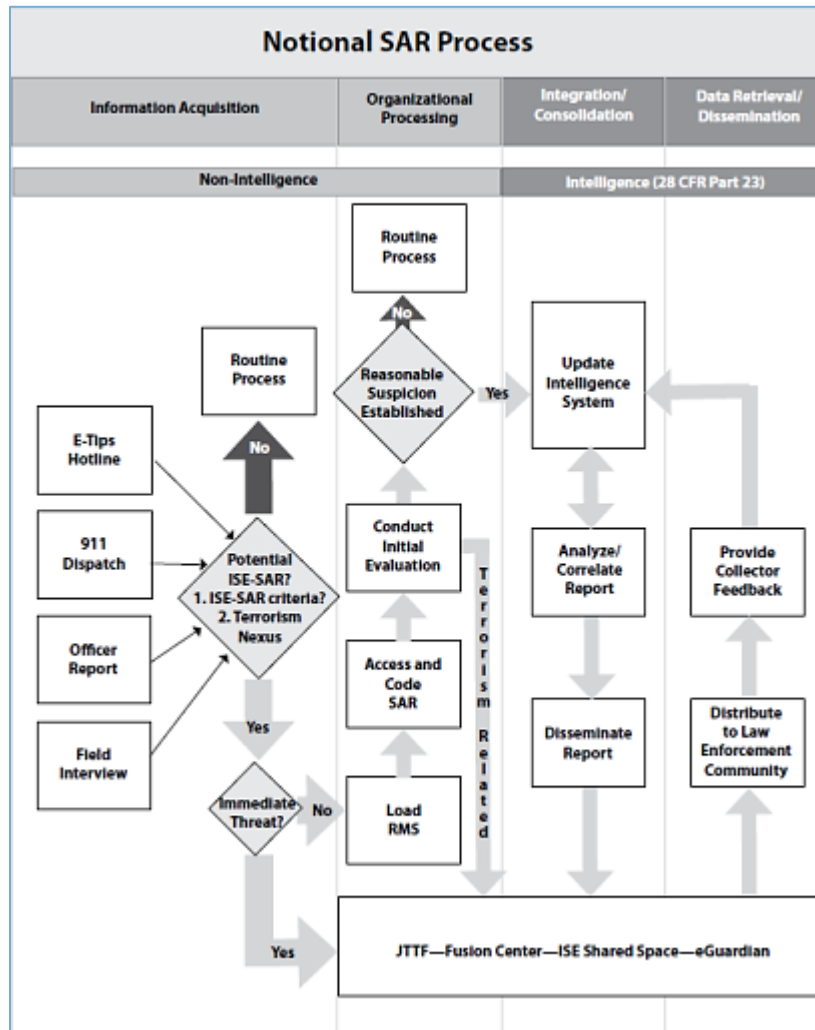 Notional SAR Process
Information Acquisition
Organizational
Processing
Integration/
Consolidation
Data Retrieval/
Dissemination
Non-Intelligence
Intelligence (28 CFR Part 23)
Routine
Process
No
Reasonable
Suspicion
Established
Yes
Update
Intelligence
System
Routine
Process
No
E-Tips
Hotline
911
Dispatch
Officer
Report
Field
Interview
Potential
ISE-SAR?
1. ISE-SAR criteria?
2. Terrorism
Nexus
Yes
Immediate
Threat?
No
Yes
Conduct
Initial
Evaluation
Access and
Code
SAR
Load
RMS
Terrorism Related
Analyze/
Correlate
Report
Disseminate
Report
Provide
Collector
Feedback
Distribute
to Law
Enforcement
Community
JTTF—Fusion Center—ISE Shared Space—eGuardian